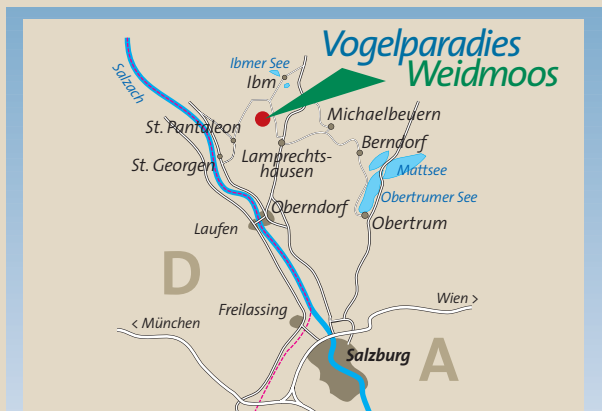 Vogelparadies
Weidmoos
Ibmer See
Ibm
Salzach
Michaelbeuern
St. Pantaleon
Berndorf
Lamprechts-
hausen
St. Georgen
Mattsee
Obertrumer See
Oberndorf
Obertrum
Laufen
D
Freilassing
Wien >
< München
Salzburg
A